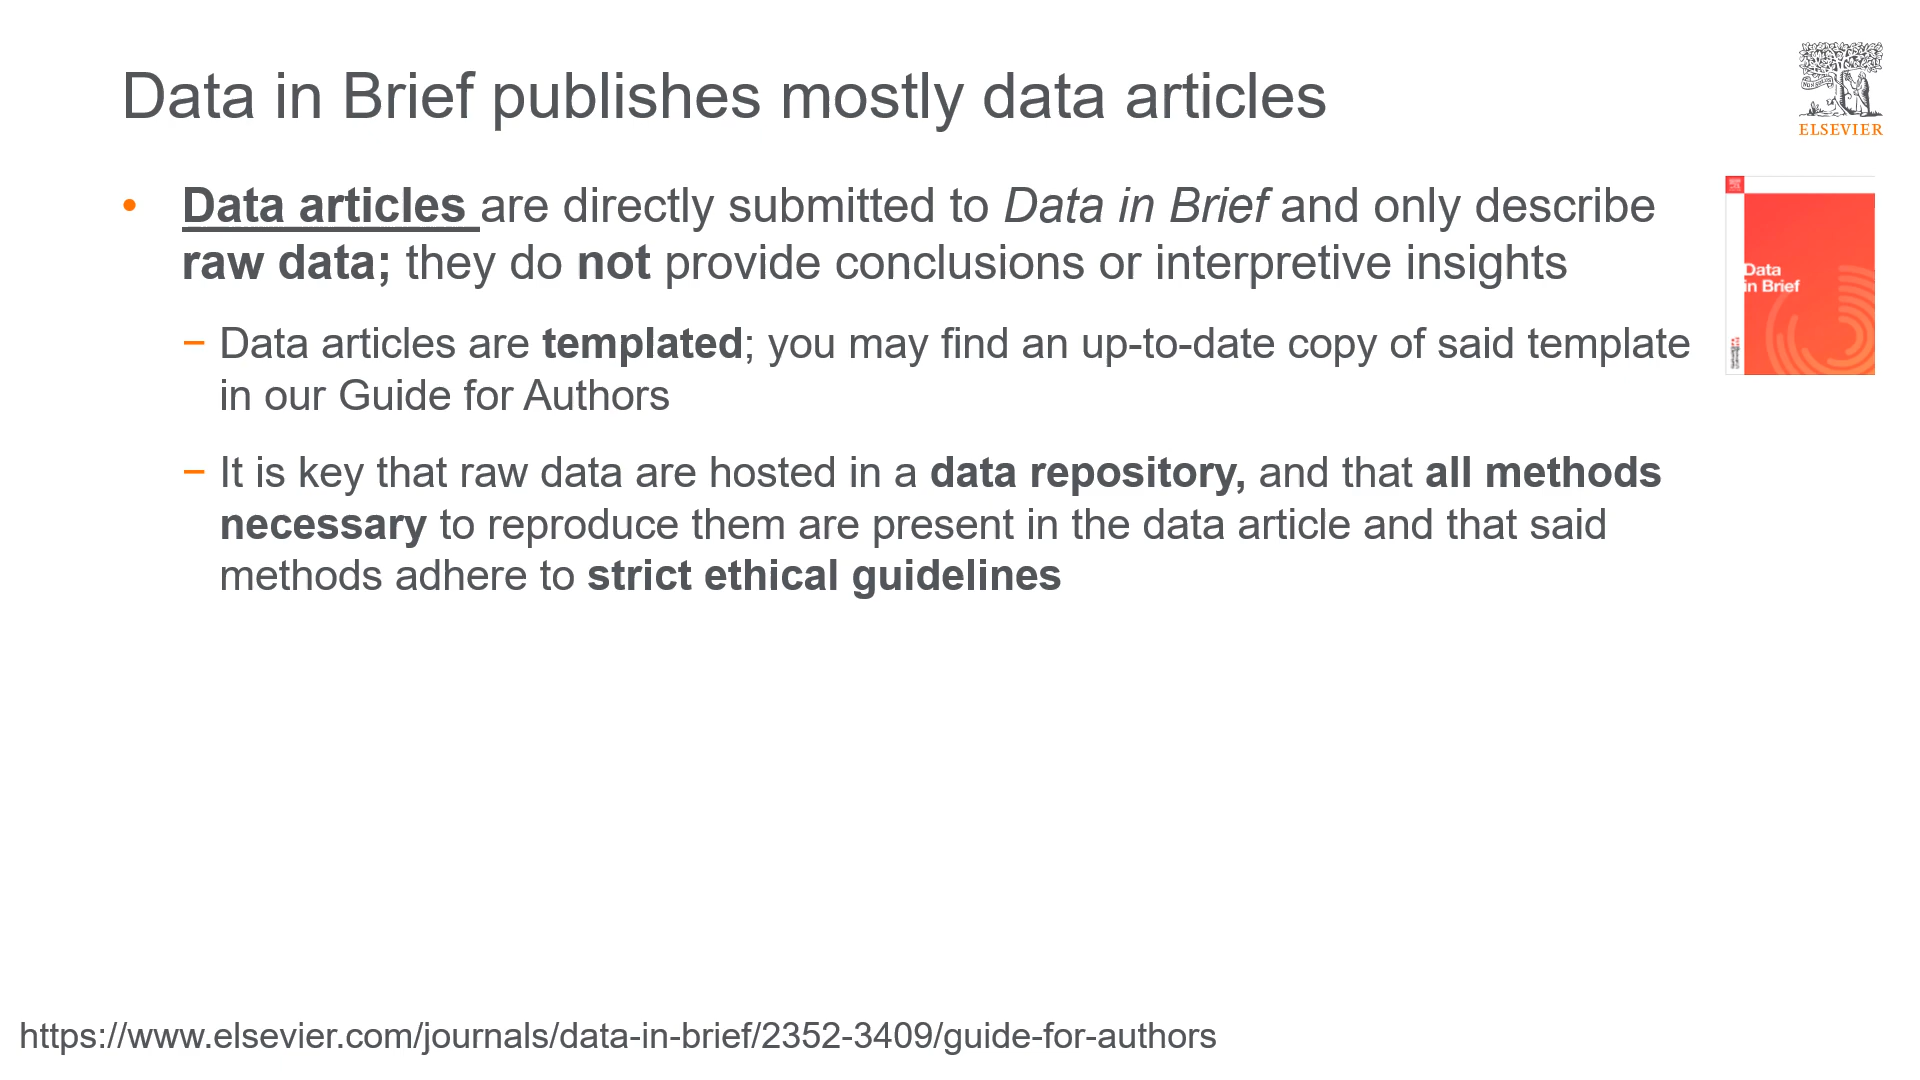 Data in Brief publishes mostly data articles
ELSEVIER
• Data articles are directly submitted to Data in Brief and only describe
raw data; they do not provide conclusions or interpretive insights
Data
in Brief
− Data articles are templated; you may find an up-to-date copy of said template
in our Guide for Authors
− It is key that raw data are hosted in a data repository, and that all methods
necessary to reproduce them are present in the data article and that said
methods adhere to strict ethical guidelines
https://www.elsevier.com/journals/data-in-brief/2352-3409/guide-for-authors